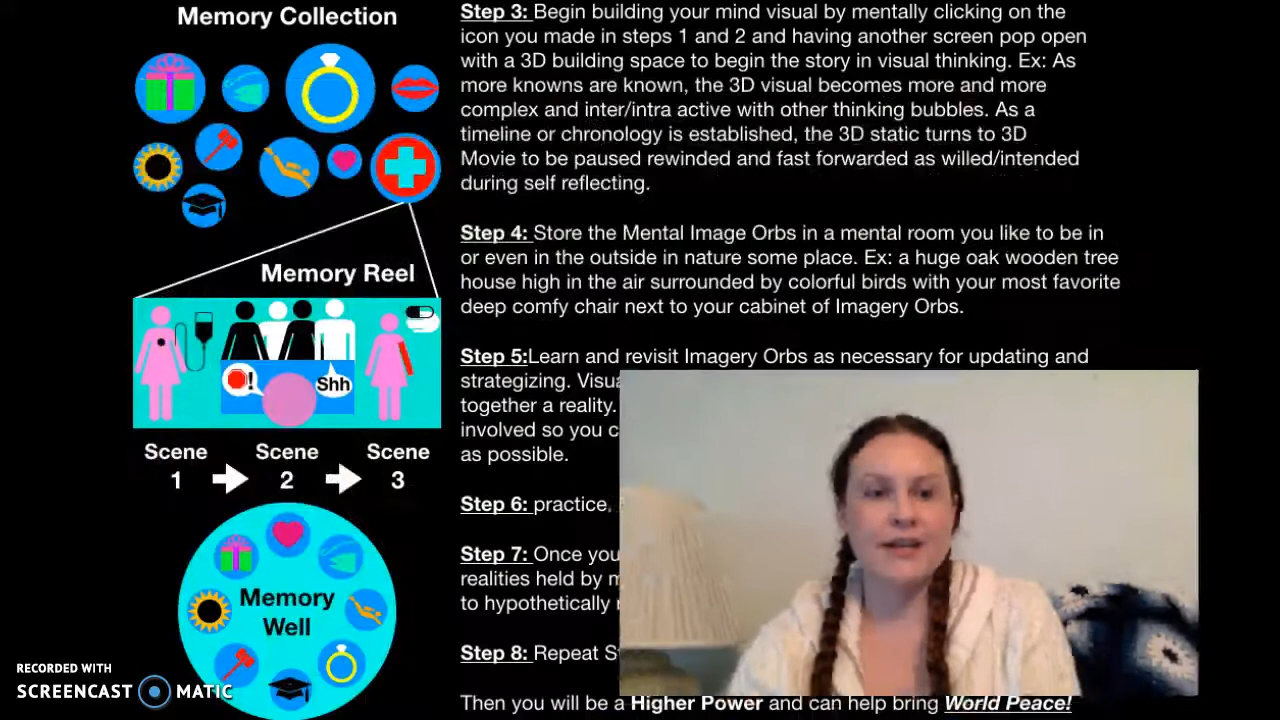 Memory Collection
Memory Reel
!
Shh
Scene 1
Scene 2
Scene 3
Memory
Well
RECORDED WITH
SCREENCAST MATIC
Step 3: Begin building your mind visual by mentally clicking on the
icon you made in steps 1 and 2 and having another screen pop open
with a 3D building space to begin the story in visual thinking. Ex: As
more knowns are known, the 3D visual becomes more and more
complex and inter/intra active with other thinking bubbles. As a
timeline or chronology is established, the 3D static turns to 3D
Movie to be paused rewinded and fast forwarded as willed/intended
during self reflecting.
Step 4: Store the Mental Image Orbs in a mental room you like to be in
or even in the outside in nature some place. Ex: a huge oak wooden tree
house high in the air surrounded by colorful birds with your most favorite
deep comfy chair next to your cabinet of Imagery Orbs.
Step 5:Learn and revisit Imagery Orbs as necessary for updating and
strategizing.
together a reality.
involved so you
as possible.
Step 6: practice,
Step 7: Once you
realities held by
to hypothetically
Step 8: Repeat
Then you will be a Higher Power and can help bring World Peace!